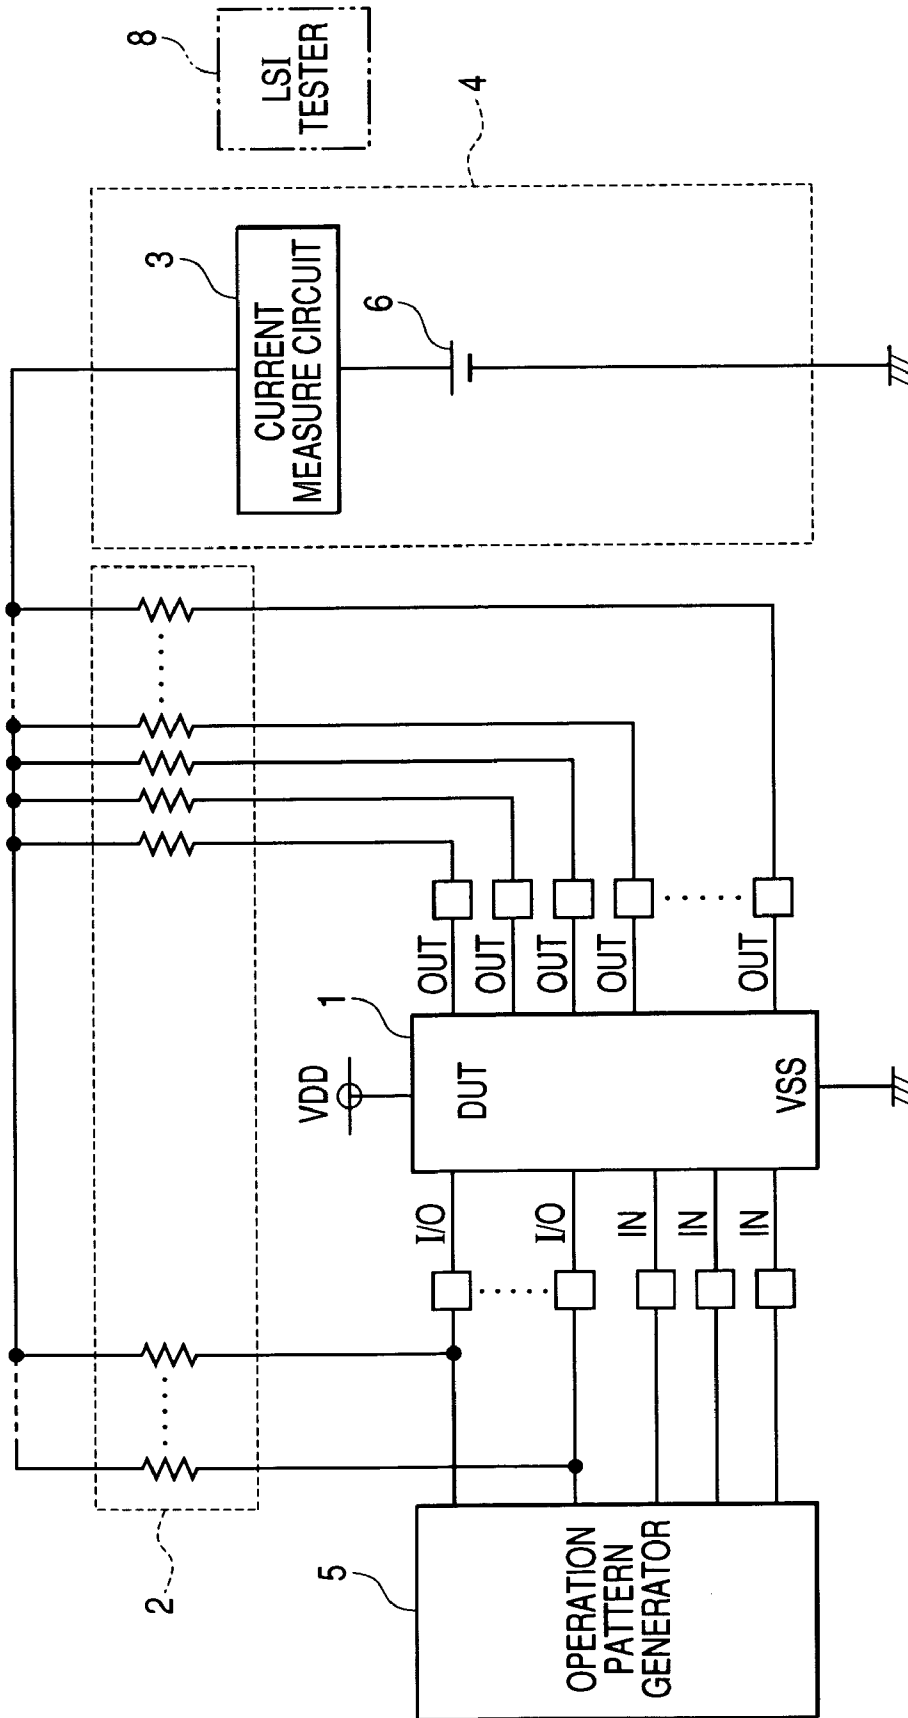 8
LSI
TESTER
4
3
CURRENT
MEASURE CIRCUIT
6
2
VDD
1
DUT
VSS
OUT
OUT
OUT
OUT
OUT
I/O
I/O
IN
IN
IN
5
OPERATION
PATTERN
GENERATOR